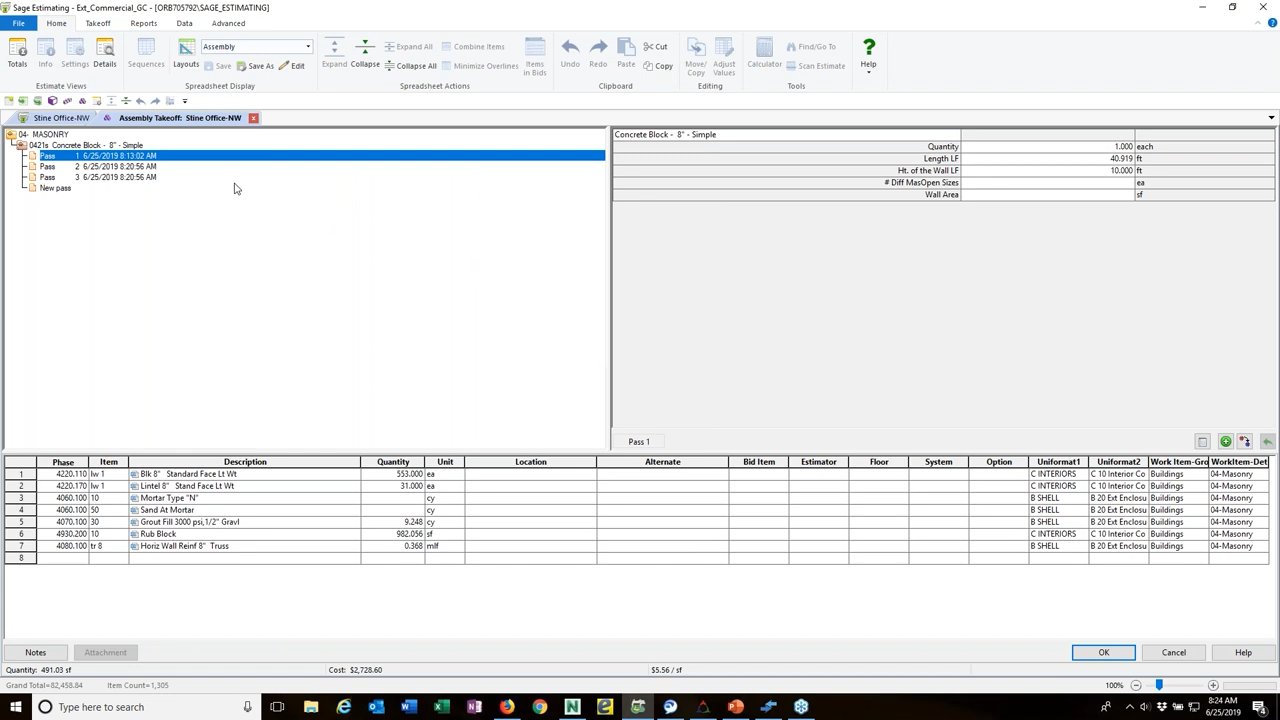 Sage Estimating - Ext_Commercial_GC - [ORB705792\SAGE_ESTIMATING]
File Home Takeoff Reports Data Advanced
Totals Info Settings Details Sequences Layouts Assembly Save Save As Edit
Expand Collapse Expand All Collapse All Combine Items Minimize Overlines Items in Bids
Undo Redo Paste Cut Copy Move/ Copy Adjust Values Calculator Find/Go To Scan Estimate Help
Estimate Views Spreadsheet Display Spreadsheet Actions Clipboard Editing Tools
Stine Office-NW Assembly Takeoff: Stine Office-NW
04- MASONRY
0421s Concrete Block - 8" - Simple
Pass 1 6/25/2019 8:13:02 AM
Pass 2 6/25/2019 8:20:56 AM
Pass 3 6/25/2019 8:20:56 AM
New pass
Concrete Block - 8" - Simple
Quantity 1.000 each
Length LF 40.919 ft
Ht. of the Wall LF 10.000 ft
# Diff MasOpen Sizes ea
Wall Area sf
Pass 1
Phase Item Description Quantity Unit Location Alternate Bid Item Estimator Floor System Option Uniformat1 Uniformat2 Work Item-Gro WorkItem-Det
1 4220.110 lw 1 Blk 8" Standard Face Lt Wt 553.000 ea C INTERIORS C 10 Interior Co Buildings 04-Masonry
2 4220.170 lw 1 Lintel 8" Stand Face Lt Wt 31.000 ea C INTERIORS C 10 Interior Co Buildings 04-Masonry
3 4060.100 10 Mortar Type "N" cy B SHELL B 20 Ext Enclosu Buildings 04-Masonry
4 4060.100 50 Sand At Mortar cy B SHELL B 20 Ext Enclosu Buildings 04-Masonry
5 4070.100 30 Grout Fill 3000 psi,1/2" Gravl 9.248 cy B SHELL B 20 Ext Enclosu Buildings 04-Masonry
6 4930.200 10 Rub Block 982.056 sf C INTERIORS C 10 Interior Co Buildings 04-Masonry
7 4080.100 tr 8 Horiz Wall Reinf 8" Truss 0.368 mlf B SHELL B 20 Ext Enclosu Buildings 04-Masonry
8
Notes Attachment OK Cancel Help
Quantity: 491.03 sf Cost: $2,728.60 $5.56 / sf
Grand Total=82,458.84 Item Count=1,305 100%
Type here to search 8:24 AM
6/25/2019